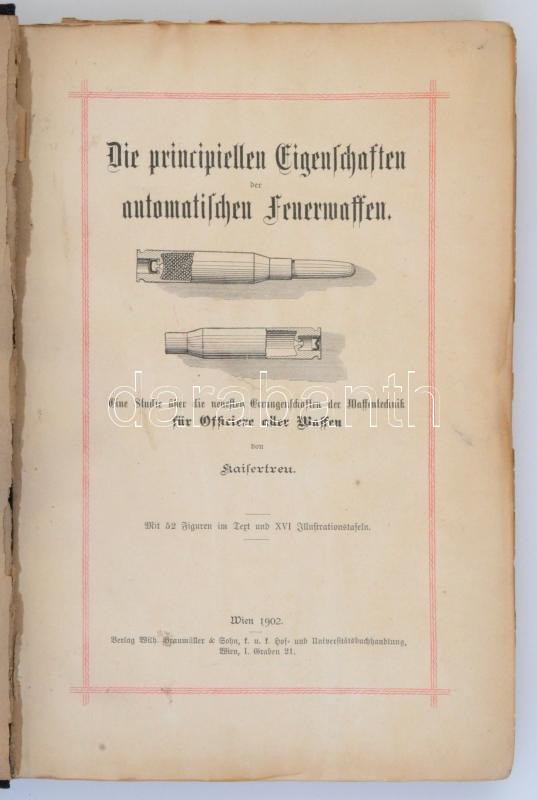 Die principiellen Eigenschaften
der
automatischen Feuerwaffen.
darabanth
Eine Studie über die neuesten Errungenschaften der Waffentechnik
für Officiere aller Waffen
von
Kaisertreu.
Mit 52 Figuren im Text und XVI Illustrationstafeln.
Wien 1902.
Verlag Wilh. Braumüller & Sohn, k. u. k. Hof- und Universitätsbuchhandlung,
Wien, I. Graben 21.